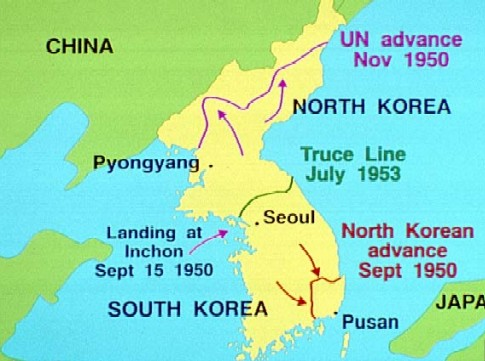 CHINA
UN advance
Nov 1950
NORTH KOREA
Truce Line
July 1953
Pyongyang
Seoul
Landing at
Inchon
Sept 15 1950
North Korean
advance
Sept 1950
SOUTH KOREA
JAPA
Pusan